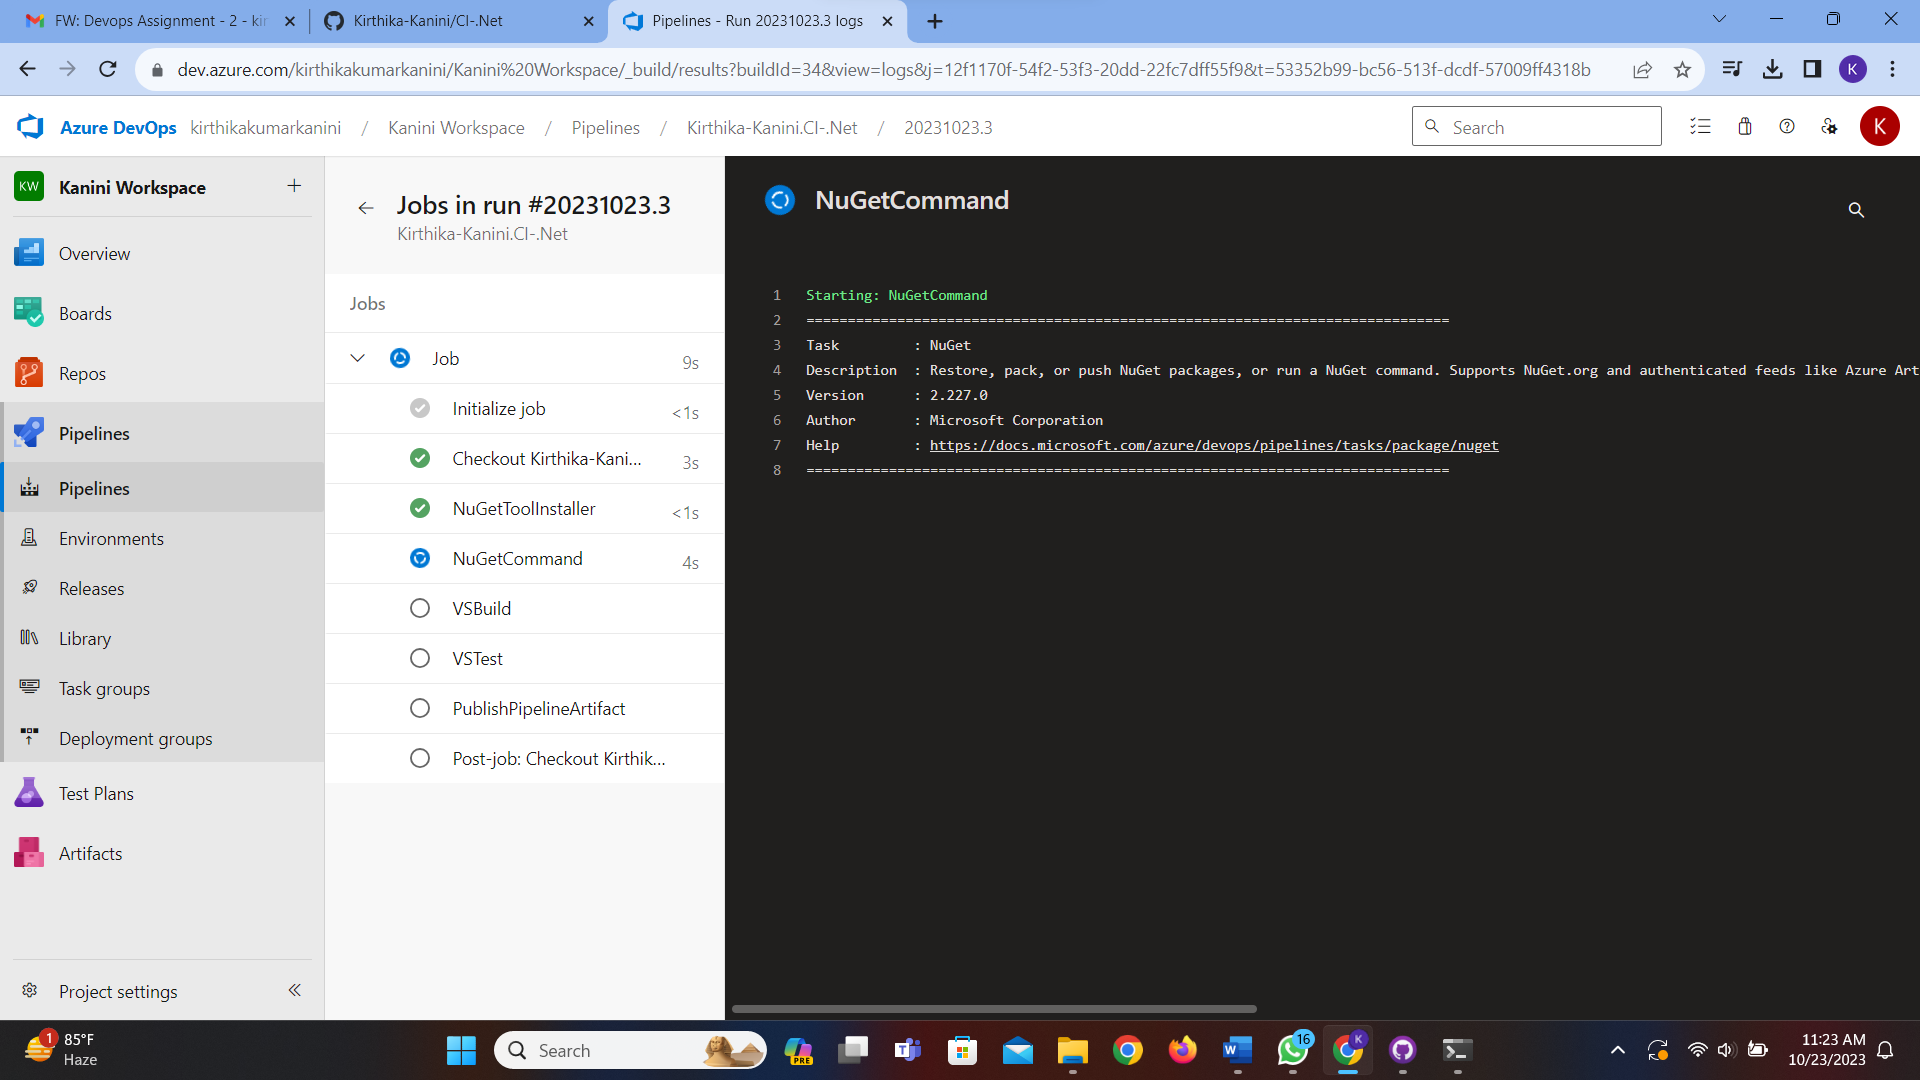 FW: Devops Assignment - 2 - kir
Kirthika-Kanini/CI-.Net
Pipelines - Run 20231023.3 logs
dev.azure.com/kirthikakumarkanini/Kanini%20Workspace/_build/results?buildId=34&view=logs&j=12f1170f-54f2-53f3-20dd-22fc7dff55f9&t=53352b99-bc56-513f-dcdf-57009ff4318b
K
Azure DevOps kirthikakumarkanini / Kanini Workspace / Pipelines / Kirthika-Kanini.CI-.Net / 20231023.3
Search
K
KW Kanini Workspace
Overview
Boards
Repos
Pipelines
Pipelines
Environments
Releases
Library
Task groups
Deployment groups
Test Plans
Artifacts
Project settings
Jobs in run #20231023.3
Kirthika-Kanini.CI-.Net
Jobs
Job 9s
Initialize job <1s
Checkout Kirthika-Kani... 3s
NuGetToolInstaller <1s
NuGetCommand 4s
VSBuild
VSTest
PublishPipelineArtifact
Post-job: Checkout Kirthik...
NuGetCommand
1 Starting: NuGetCommand
2 ==============================================================================
3 Task : NuGet
4 Description : Restore, pack, or push NuGet packages, or run a NuGet command. Supports NuGet.org and authenticated feeds like Azure Art
5 Version : 2.227.0
6 Author : Microsoft Corporation
7 Help : https://docs.microsoft.com/azure/devops/pipelines/tasks/package/nuget
8 ==============================================================================
1
85°F
Haze
Search
PRE
16
K
11:23 AM
10/23/2023